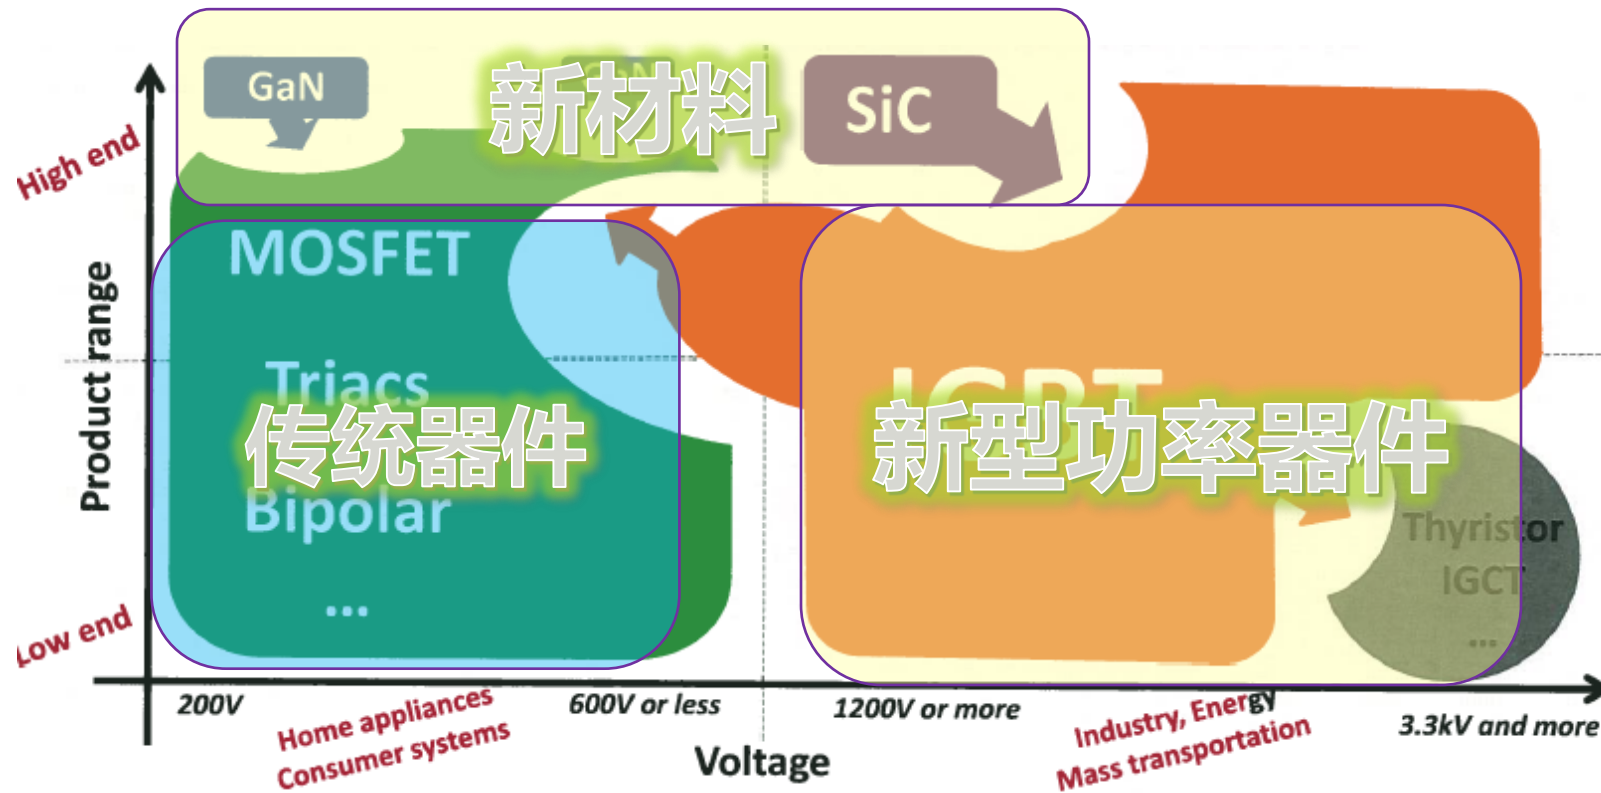 GaN
GaN
新材料
SiC
High end
MOSFET
Product range
Triacs
IGBT
传统器件
新型功率器件
Bipolar
Thyristor
IGCT
...
...
Low end
200V
600V or less
1200V or more
3.3kV and more
Home appliances
Consumer systems
Industry, Energy
Mass transportation
Voltage